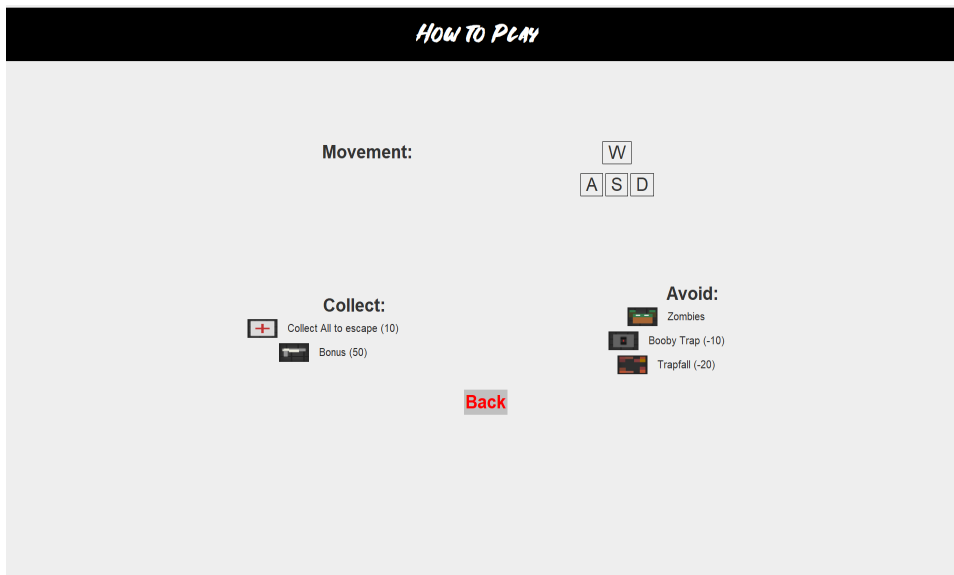 How To Play
Movement:
W
A S D
Collect:
Collect All to escape (10)
Bonus (50)
Avoid:
Zombies
Booby Trap (-10)
Trapfall (-20)
Back